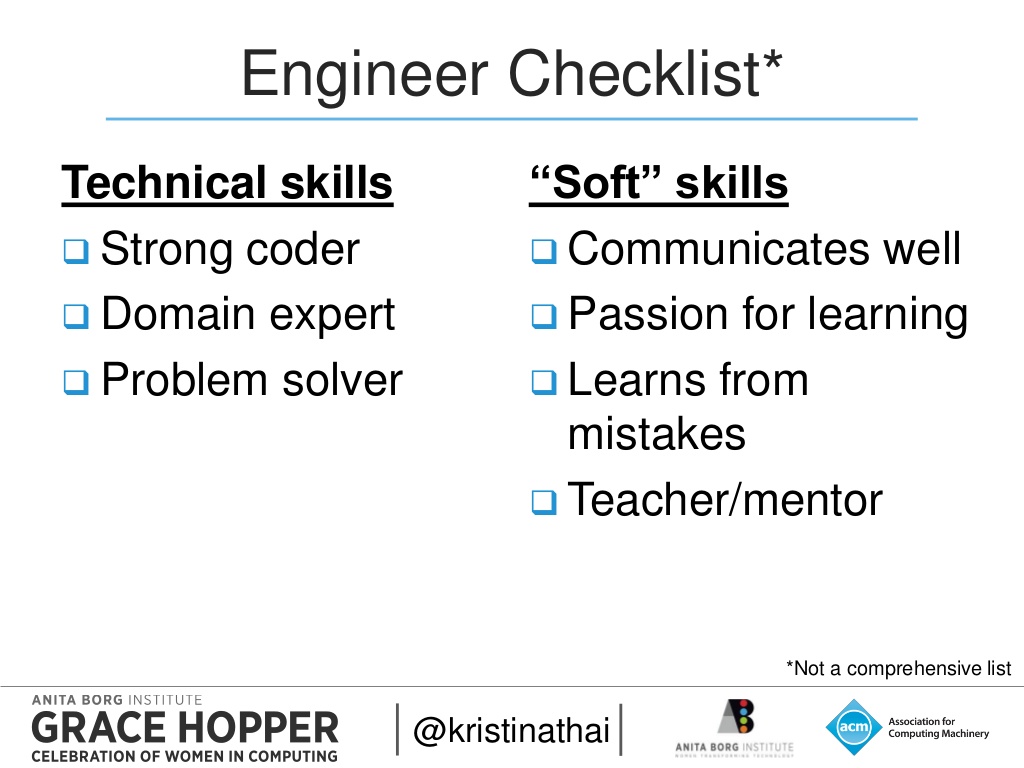 Engineer Checklist*
Technical skills
Strong coder
Domain expert
Problem solver
“Soft” skills
Communicates well
Passion for learning
Learns from
mistakes
Teacher/mentor
*Not a comprehensive list
ANITA BORG INSTITUTE
GRACE HOPPER
CELEBRATION OF WOMEN IN COMPUTING
@kristinathai
ANITA BORG INSTITUTE
WOMEN TRANSFORMING TECHNOLOGY
acm
Association for
Computing Machinery